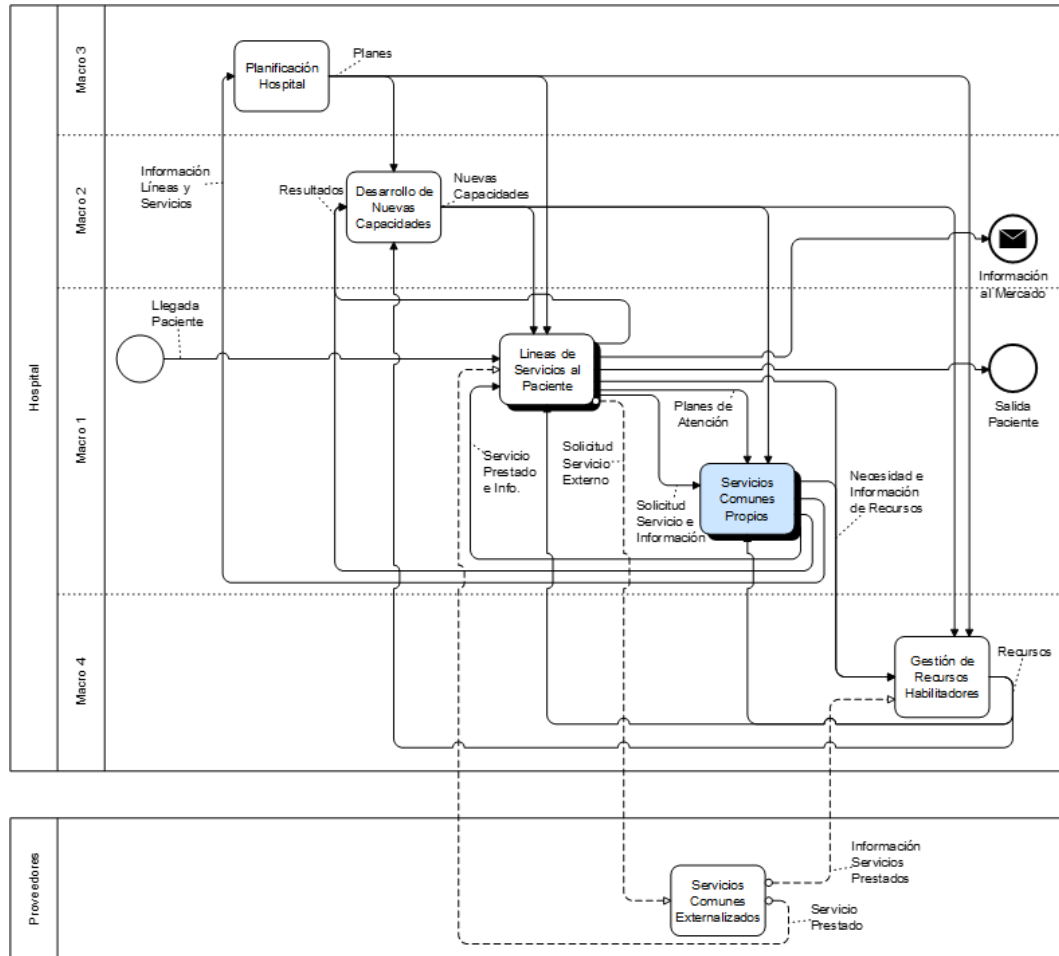 Hospital
Macro 3
Planificación
Hospital
Planes
Macro 2
Información
Líneas y
Servicios
Resultados
Desarrollo de
Nuevas
Capacidades
Nuevas
Capacidades
Información
al Mercado
Macro 1
Llegada
Paciente
Líneas de
Servicios al
Paciente
Salida
Paciente
Planes de
Atención
Servicio
Prestado
e Info.
Solicitud
Servicio
Externo
Solicitud
Servicio e
Información
Servicios
Comunes
Propios
Necesidad e
Información
de Recursos
Macro 4
Gestión de
Recursos
Habilitadores
Recursos
Proveedores
Servicios
Comunes
Externalizados
Información
Servicios
Prestados
Servicio
Prestado